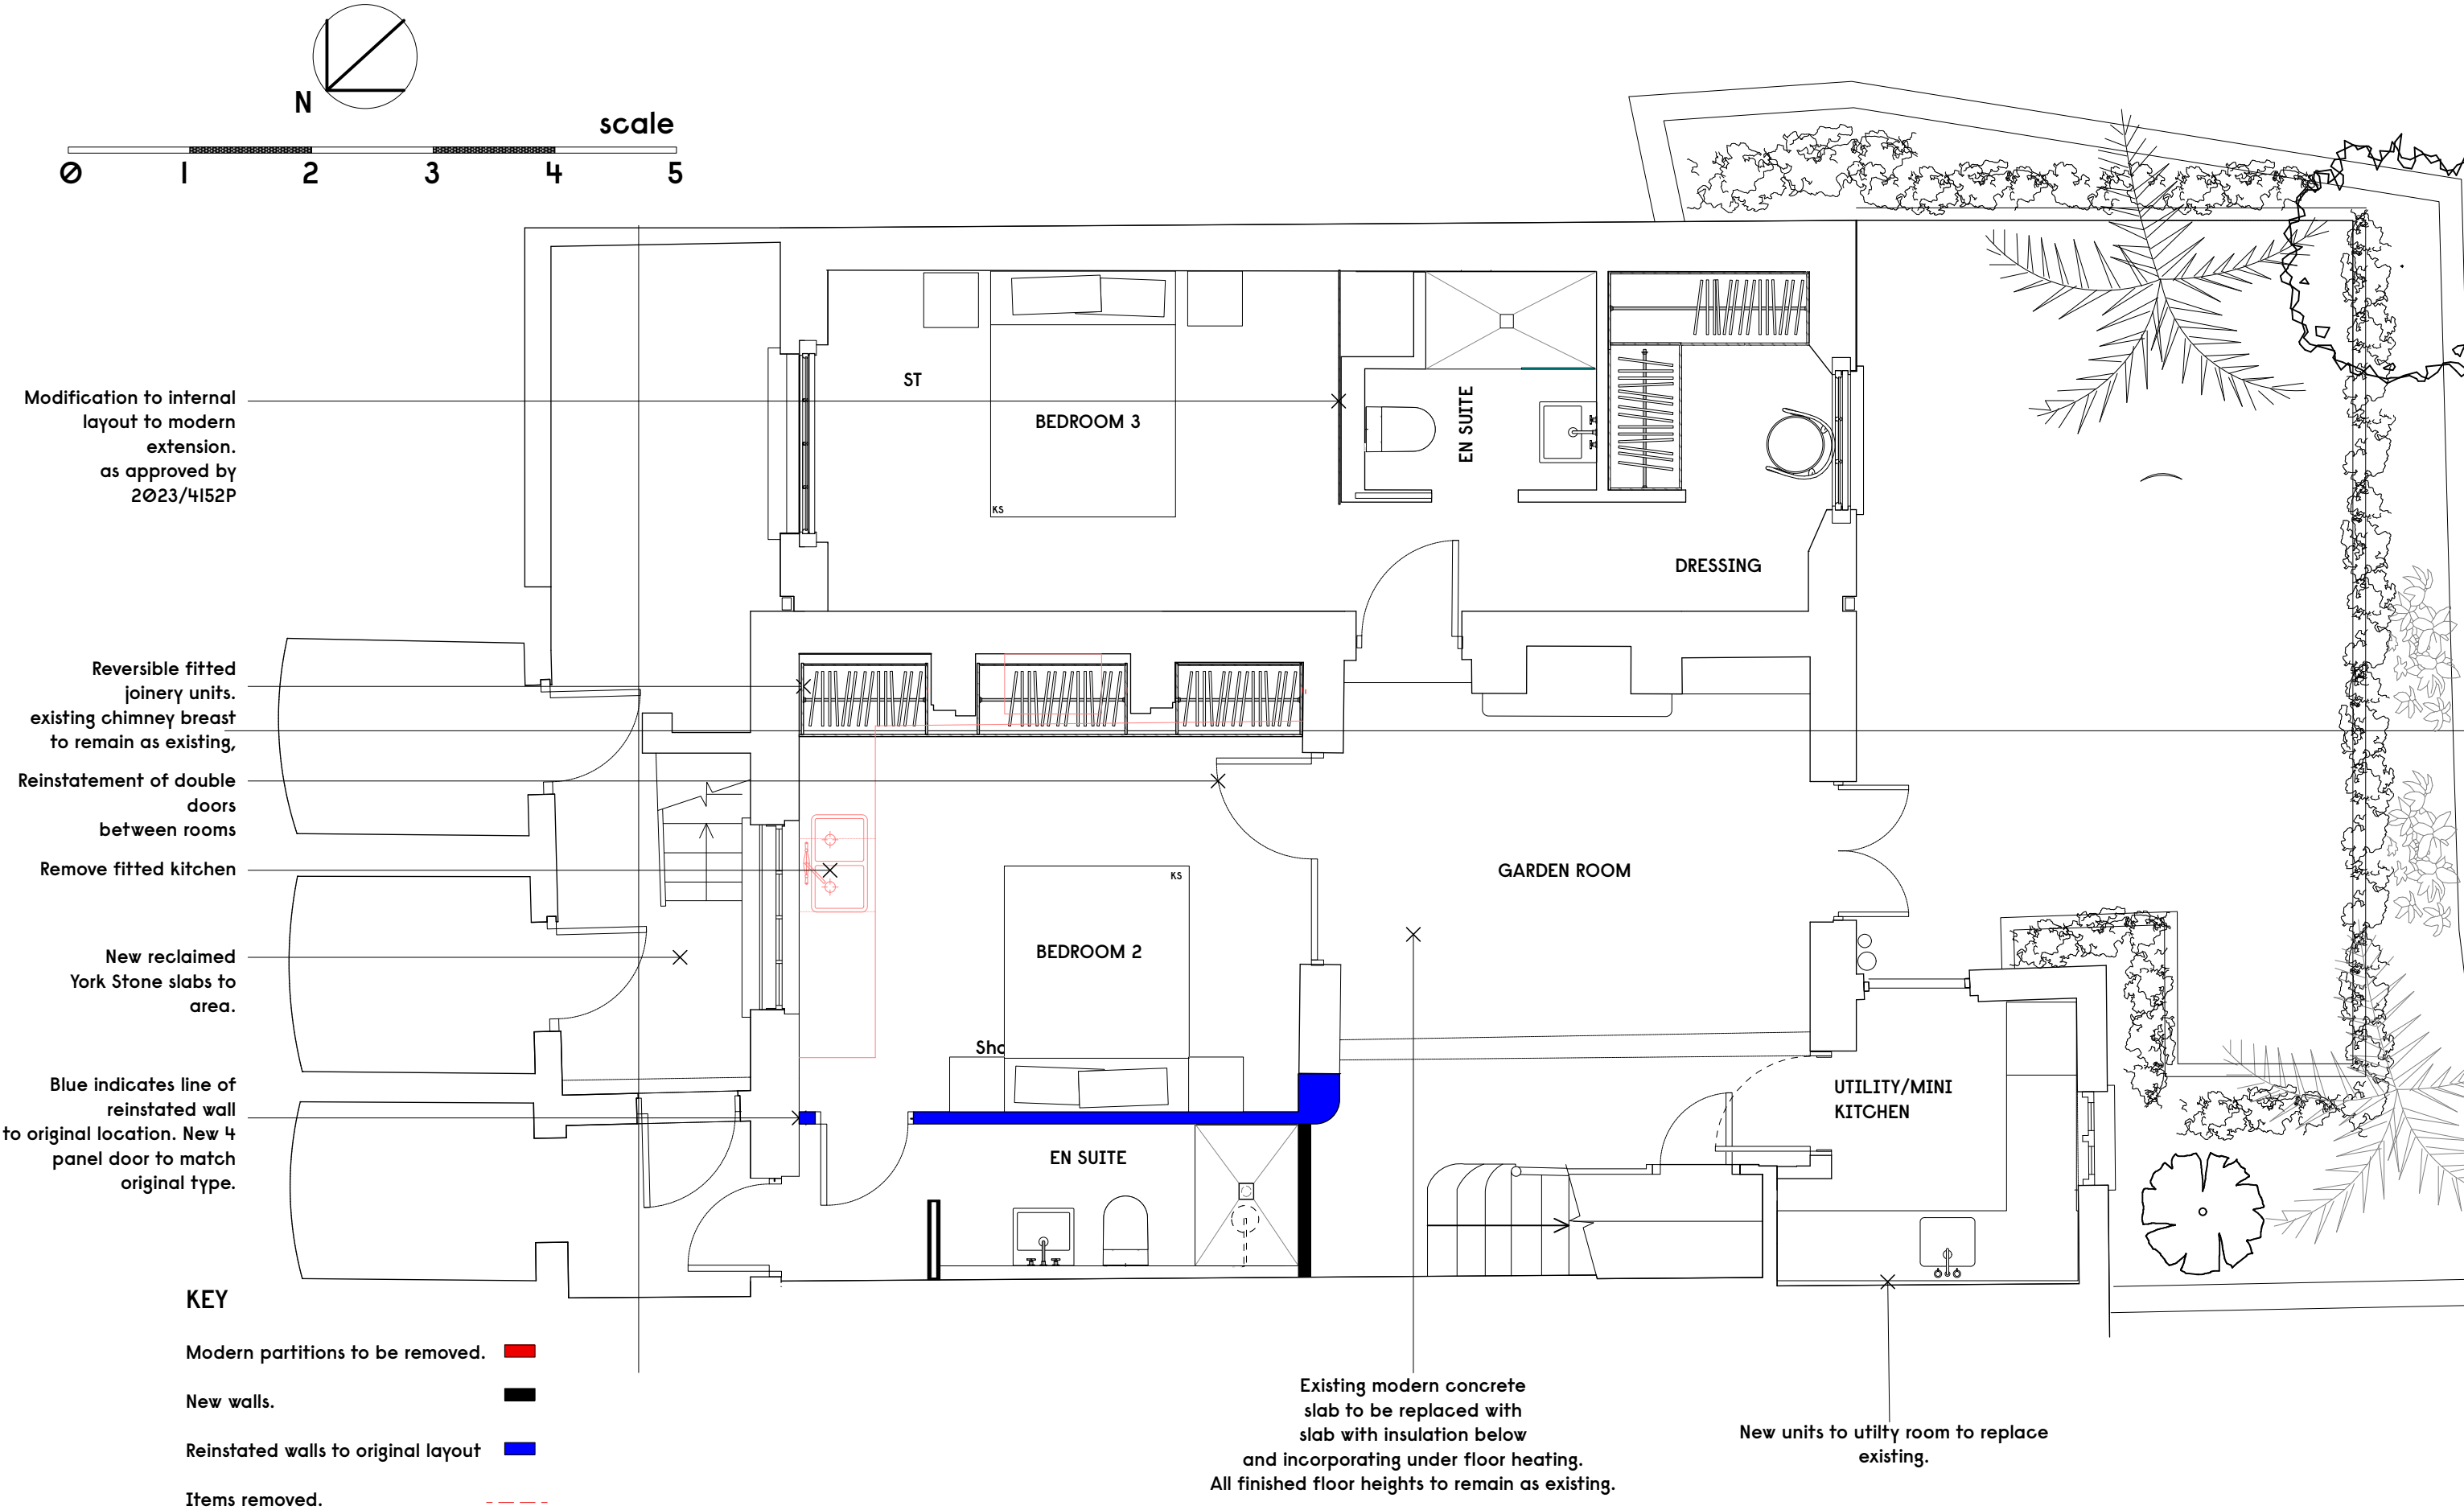 N
scale
0 1 2 3 4 5
Modification to internal
layout to modern
extension.
as approved by
2023/4152P
ST
BEDROOM 3
KS
EN SUITE
DRESSING
Reversible fitted
joinery units.
existing chimney breast
to remain as existing,
Reinstatement of double
doors
between rooms
Remove fitted kitchen
KS
GARDEN ROOM
BEDROOM 2
New reclaimed
York Stone slabs to
area.
Sho
Blue indicates line of
reinstated wall
to original location. New 4
panel door to match
original type.
UTILITY/MINI
KITCHEN
EN SUITE
KEY
Modern partitions to be removed.
New walls.
Reinstated walls to original layout
Items removed.
Existing modern concrete
slab to be replaced with
slab with insulation below
and incorporating under floor heating.
All finished floor heights to remain as existing.
New units to utilty room to replace
existing.